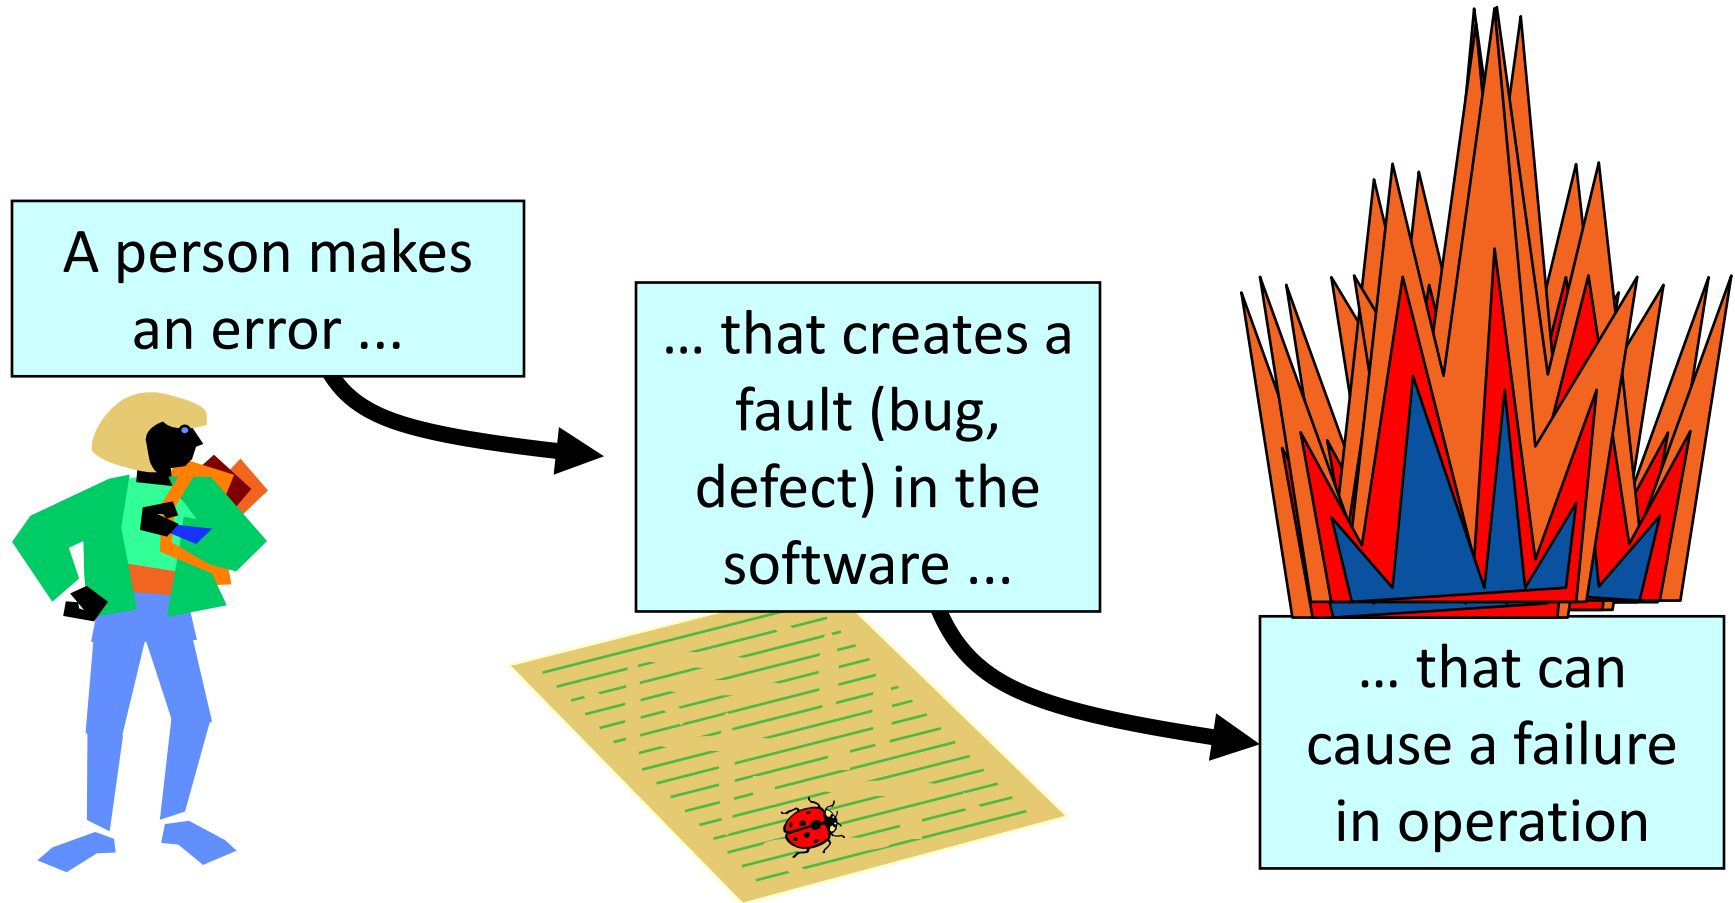 A person makes
an error ...
... that creates a
fault (bug,
defect) in the
software ...
... that can
cause a failure
in operation